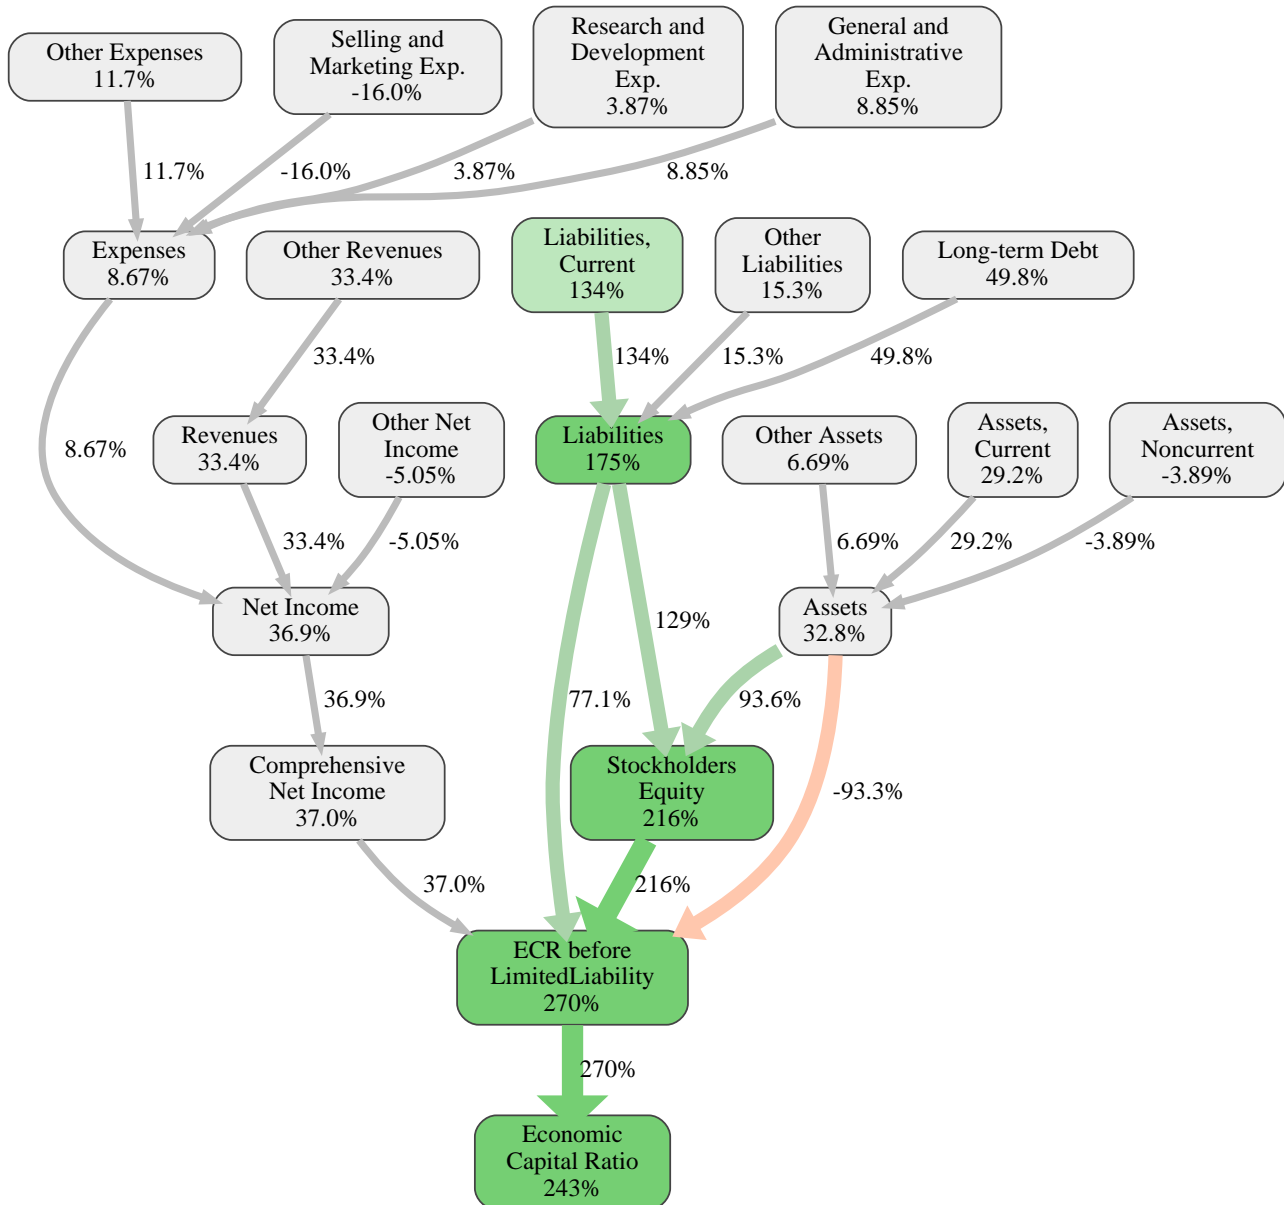 Other Expenses
11.7%
Selling and
Marketing Exp.
-16.0%
Research and
Development
Exp.
3.87%
General and
Administrative
Exp.
8.85%
11.7%
-16.0%
3.87%
8.85%
Expenses
8.67%
Other Revenues
33.4%
Liabilities,
Current
134%
Other
Liabilities
15.3%
Long-term Debt
49.8%
33.4%
134%
15.3%
49.8%
8.67%
Revenues
33.4%
Other Net
Income
-5.05%
Liabilities
175%
Other Assets
6.69%
Assets,
Current
29.2%
Assets,
Noncurrent
-3.89%
33.4%
-5.05%
6.69%
29.2%
-3.89%
Net Income
36.9%
129%
Assets
32.8%
36.9%
77.1%
93.6%
Comprehensive
Net Income
37.0%
Stockholders
Equity
216%
-93.3%
37.0%
216%
ECR before
LimitedLiability
270%
270%
Economic
Capital Ratio
243%